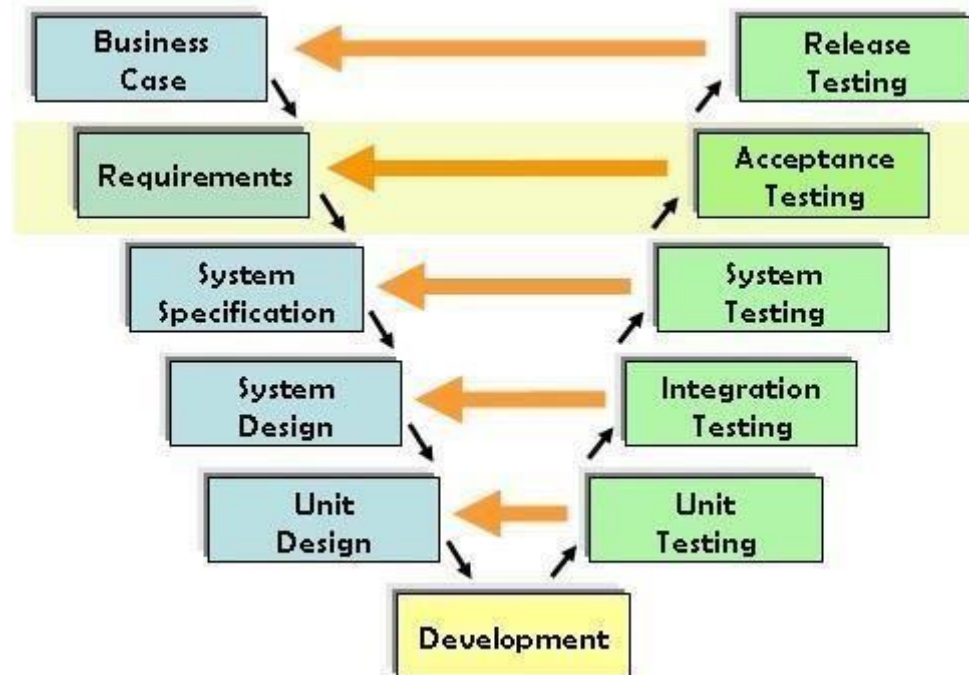 Business
Case
Release
Testing
Requirements
Acceptance
Testing
System
Specification
System
Testing
System
Design
Integration
Testing
Unit
Design
Unit
Testing
Development